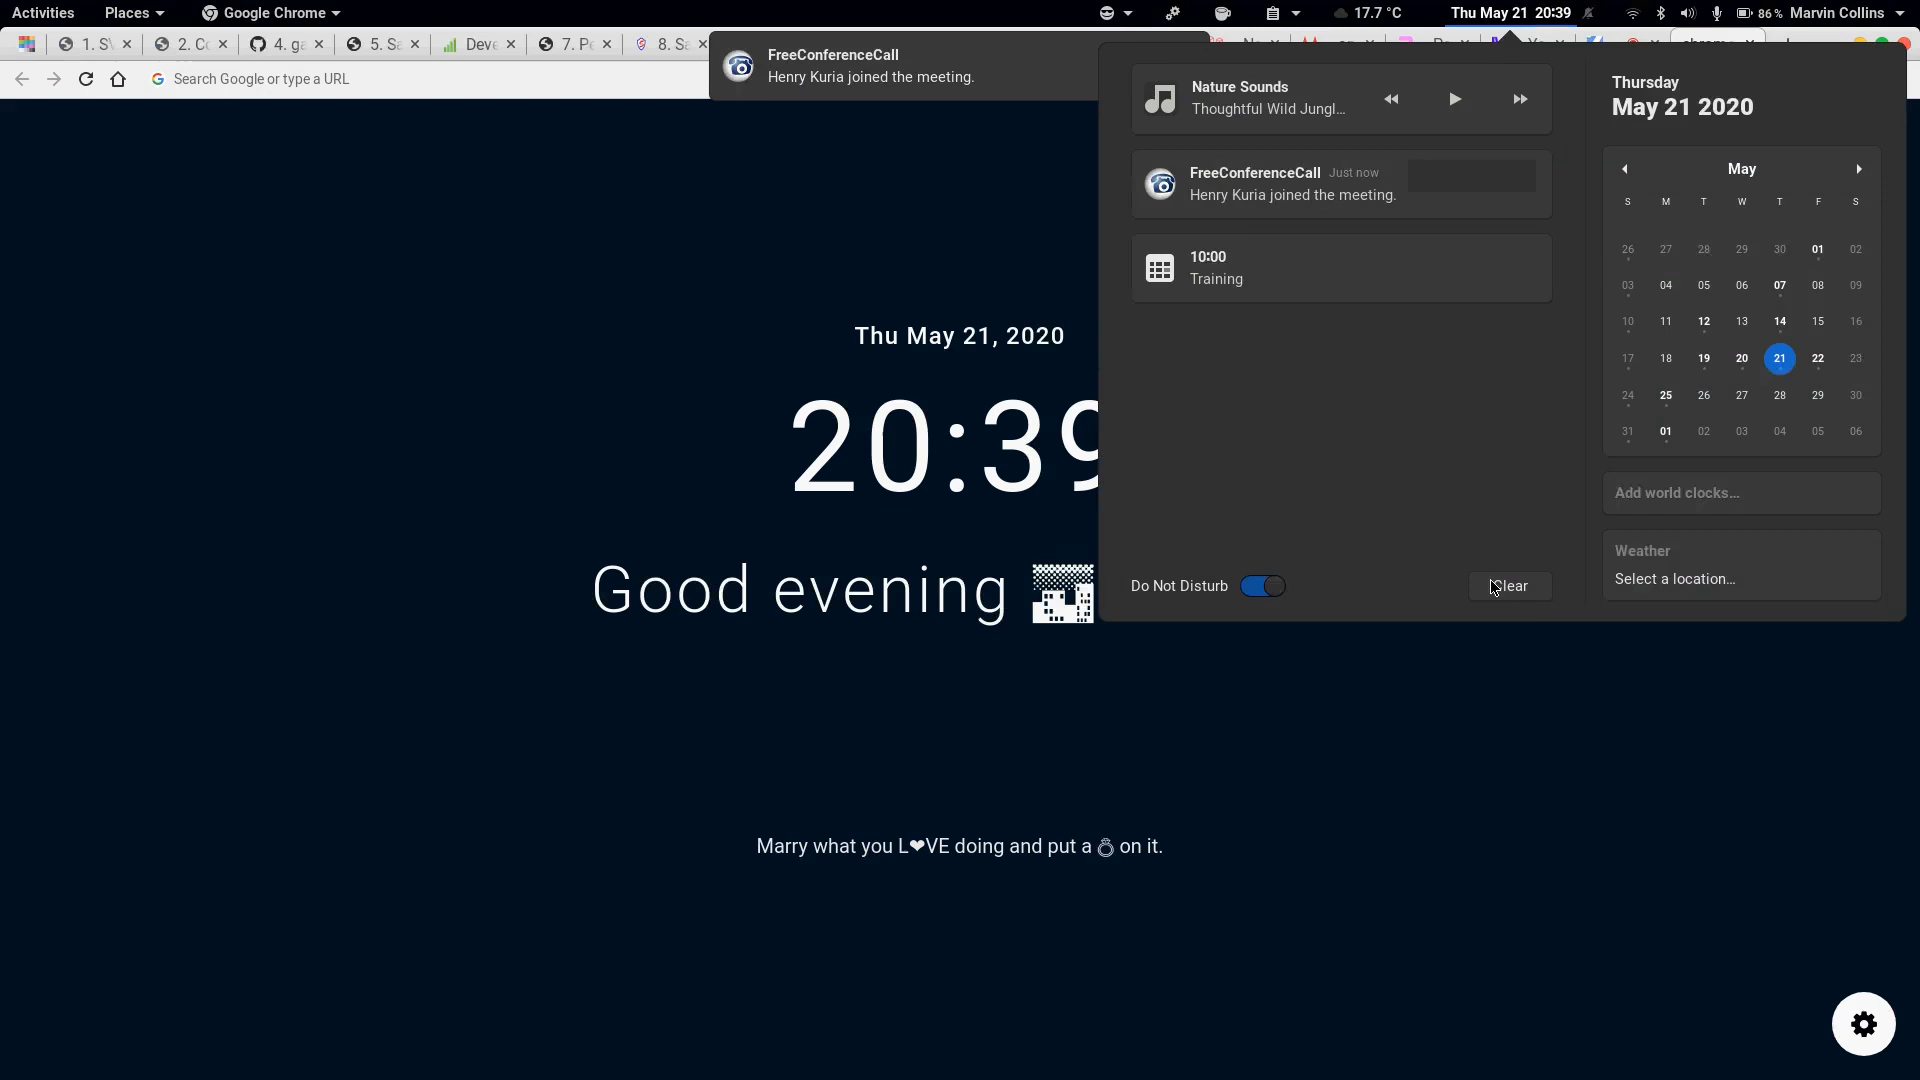 Activities Places Google Chrome 17.7 °C Thu May 21 20:39 86 % Marvin Collins
1. 2. 4. 5. 7. 8.
Search Google or type a URL
FreeConferenceCall
Henry Kuria joined the meeting.
Nature Sounds
Thoughtful Wild Jungl…
FreeConferenceCall Just now
Henry Kuria joined the meeting.
10:00
Training
Do Not Disturb
Clear
Thursday
May 21 2020
May
S M T W T F S
26 27 28 29 30 01 02
03 04 05 06 07 08 09
10 11 12 13 14 15 16
17 18 19 20 21 22 23
24 25 26 27 28 29 30
31 01 02 03 04 05 06
Add world clocks…
Weather
Select a location…
Thu May 21, 2020
20:39
Good evening
Marry what you L❤VE doing and put a 💍 on it.